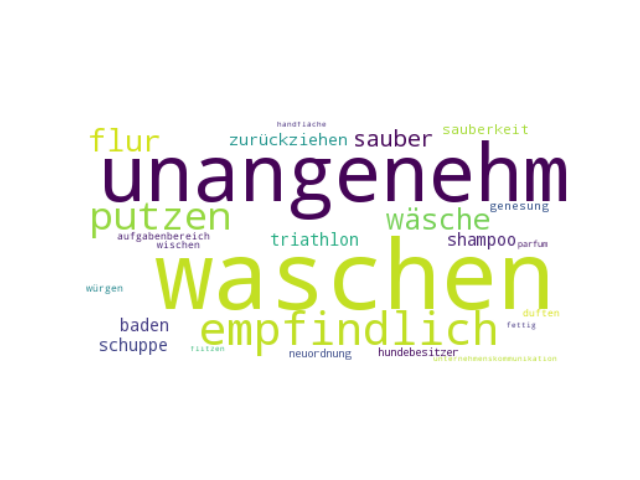 handfläche
flur zurückziehen sauber sauberkeit
unangenehm
putzen wäsche genesung
aufgabenbereich wischen triathlon shampoo parfum
waschen
würgen
empfindlich duften
baden fettig
schuppe flitzen neuordnung hundebesitzer
unternehmenskommunikation